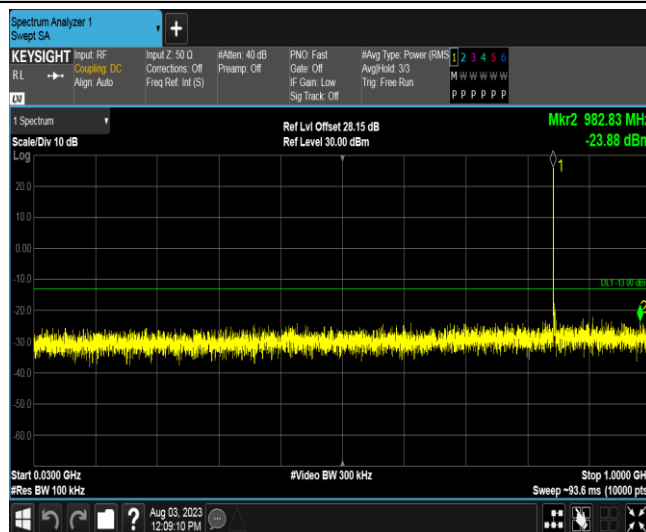 Spectrum Analyzer 1
Swept SA
+
KEYSIGHT
RL
LXI
Input: RF
Coupling: DC
Align: Auto
Input Z: 50 Ω
Corrections: Off
Freq Ref: Int (S)
#Atten: 40 dB
Preamp: Off
PNO: Fast
Gate: Off
IF Gain: Low
Sig Track: Off
#Avg Type: Power (RMS
Avg|Hold: 3/3
Trig: Free Run
1 2 3 4 5 6
M W W W W W
P P P P P P
1 Spectrum
Scale/Div 10 dB
Log
Ref Lvl Offset 28.15 dB
Ref Level 30.00 dBm
Mkr2 982.83 MHz
-23.88 dBm
1
20.0
10.0
0.00
-10.0
DL1 -13.00 dBm
2
-20.0
-30.0
-40.0
-50.0
-60.0
Start 0.0300 GHz
#Video BW 300 kHz
Stop 1.0000 GH
#Res BW 100 kHz
Sweep ~93.6 ms (10000 pts
?
Aug 03, 2023
12:09:10 PM